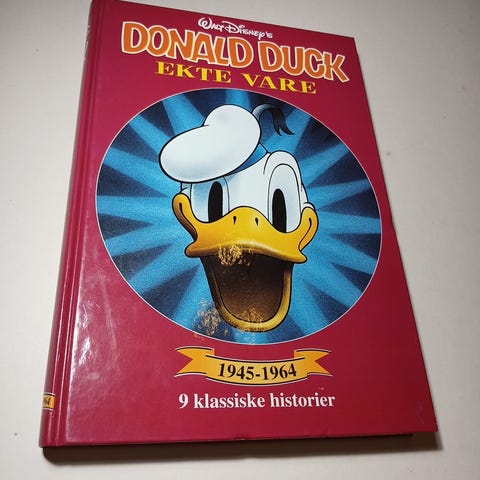 Walt Disney's
DONALD DUCK
EKTE VARE
1945-1964
9 klassiske historier